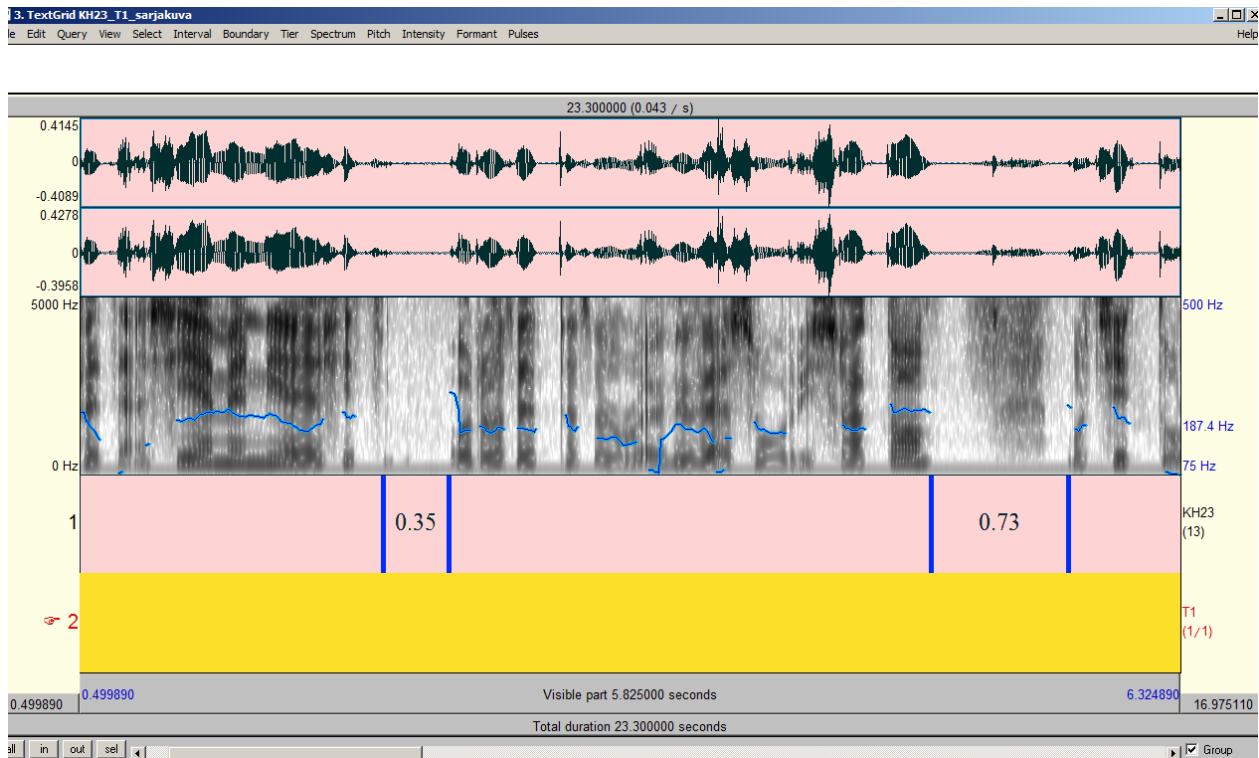 3. TextGrid KH23_T1_sarjakuva
le Edit Query View Select Interval Boundary Tier Spectrum Pitch Intensity Formant Pulses Help
23.300000 (0.043 / s)
0.4145
0
-0.4089
0.4278
0
-0.3958
5000 Hz 500 Hz
187.4 Hz
0 Hz 75 Hz
1 0.35 0.73 KH23
(13)
2 T1
(1/1)
0.499890 0.499890 Visible part 5.825000 seconds 6.324890 16.975110
Total duration 23.300000 seconds
all in out sel Group